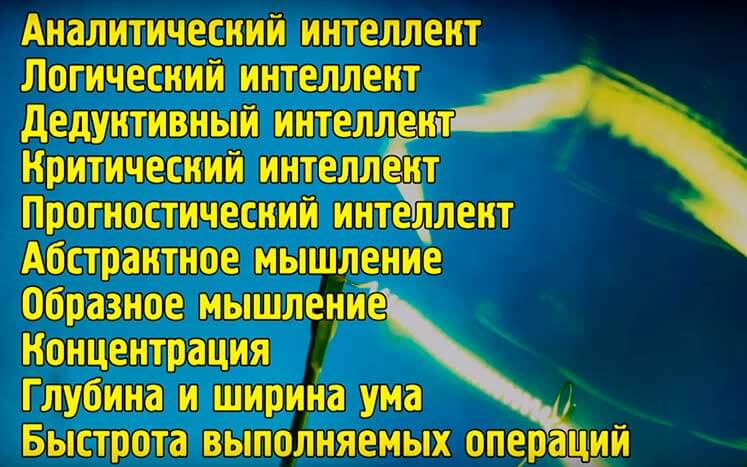 Аналитический интеллект
Логический интеллект
Дедуктивный интеллект
Критический интеллект
Прогностический интеллект
Абстрактное мышление
Образное мышление
Концентрация
Глубина и ширина ума
Быстрота выполняемых операций